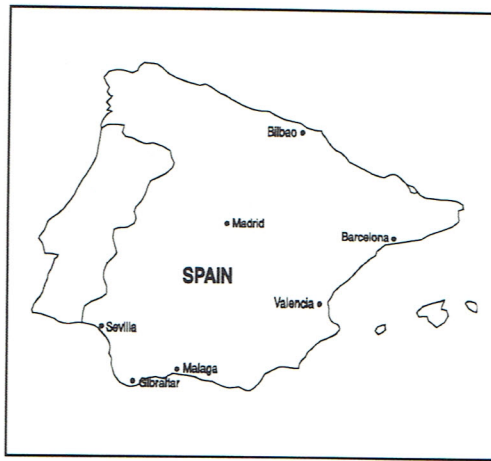 Bilbao
Madrid
Barcelona
SPAIN
Valencia
Sevilla
Malaga
Gibraltar